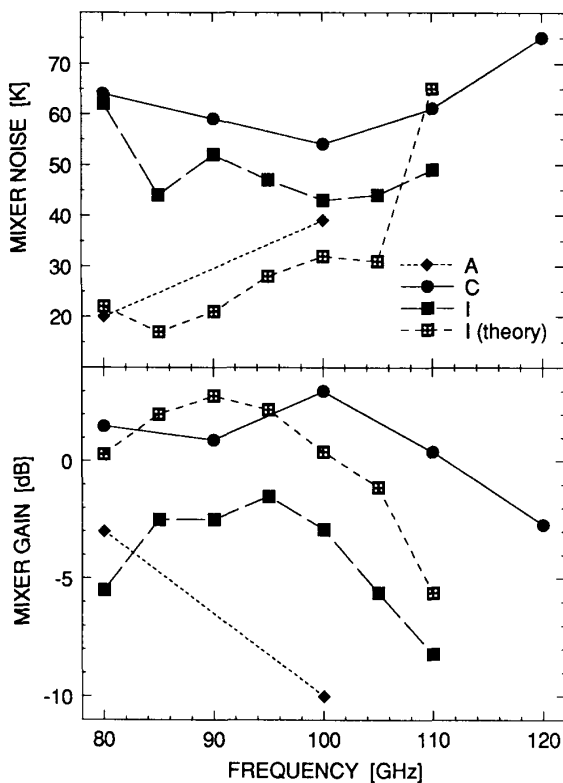 70
60
50
40
30
20
MIXER NOISE [K]
A
C
I
I (theory)
0
-5
-10
MIXER GAIN [dB]
80
90
100
110
120
FREQUENCY [GHz]